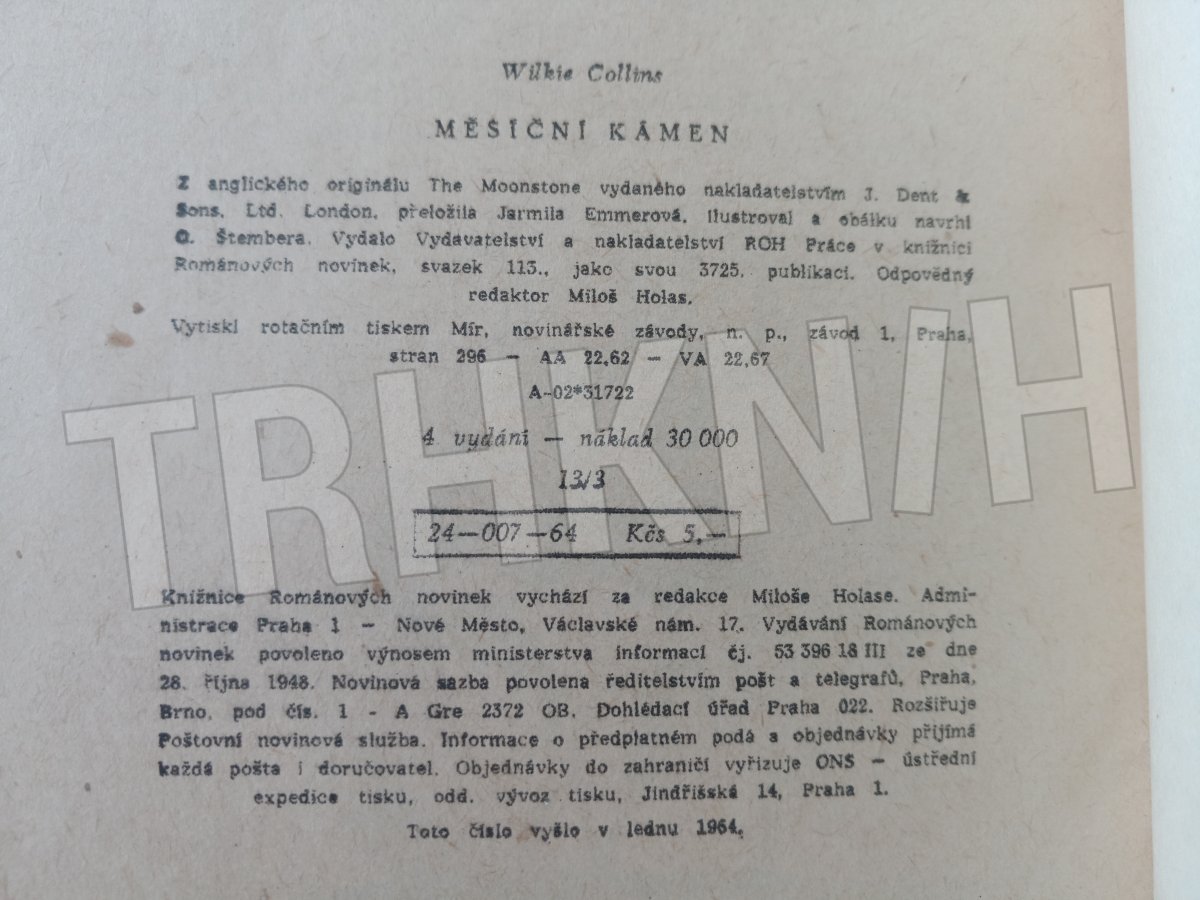 Wilkie Collins
MĚSÍČNÍ KÁMEN
Z anglického originálu The Moonstone vydaného nakladatelstvím J. Dent &
Sons, Ltd. London, přeložila Jarmila Emmerová, ilustroval a obálku navrhl
O. Štembera. Vydalo Vydavatelství a nakladatelství ROH Práce v knižnici
Románových novinek, svazek 113., jako svou 3725. publikaci. Odpovědný
redaktor Miloš Holas.
Vytiskl rotačním tiskem Mír, novinářské závody, n. p., závod 1, Praha,
stran 296 — AA 22,62 — VA 22,67
A-02*31722
4 vydání — náklad 30 000
13/3
24—007—64 Kčs 5,—
Knižnice Románových novinek vychází za redakce Miloše Holase. Admi-
nistrace Praha 1 — Nové Město, Václavské nám. 17. Vydávání Románových
novinek povoleno výnosem ministerstva informací čj. 53 396 18 III ze dne
28. října 1948. Novinová sazba povolena ředitelstvím pošt a telegrafů, Praha,
Brno, pod čís. 1 - A Gre 2372 OB. Dohlédací úřad Praha 022. Rozšiřuje
Poštovní novinová služba. Informace o předplatném podá a objednávky přijímá
každá pošta i doručovatel. Objednávky do zahraničí vyřizuje ONS — ústřední
expedice tisku, odd. vývoz tisku, Jindřišská 14, Praha 1.
Toto číslo vyšlo v lednu 1964.
TRHKNIH